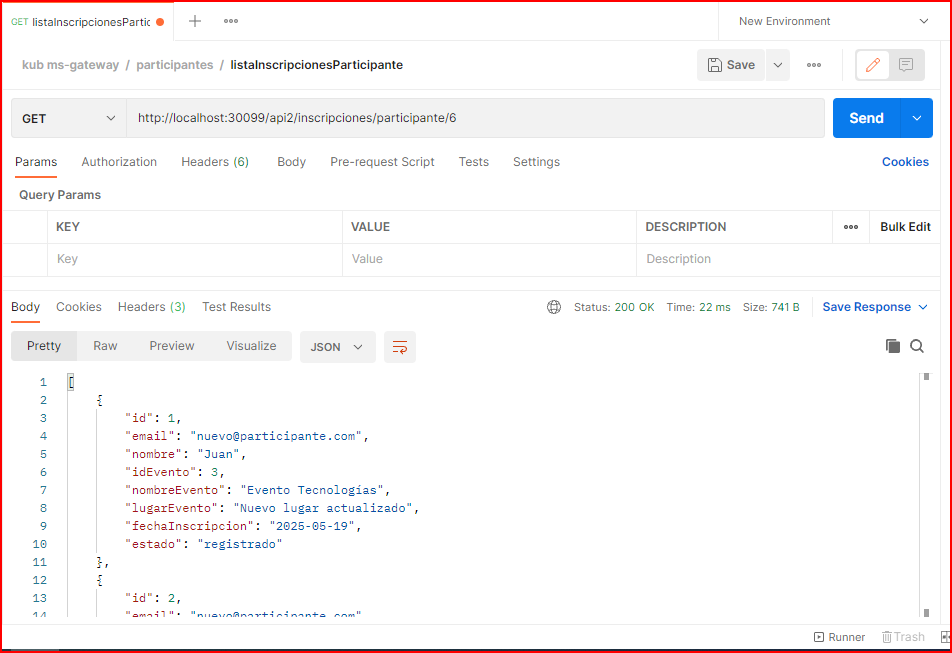 GET listaInscripcionesPartic
New Environment
kub ms-gateway / participantes / listaInscripcionesParticipante
Save
GET
http://localhost:30099/api2/inscripciones/participante/6
Send
Params Authorization Headers (6) Body Pre-request Script Tests Settings Cookies
Query Params
KEY VALUE DESCRIPTION Bulk Edit
Key Value Description
Body Cookies Headers (3) Test Results Status: 200 OK Time: 22 ms Size: 741 B Save Response
Pretty Raw Preview Visualize JSON
1 [
2 {
3 "id": 1,
4 "email": "nuevo@participante.com",
5 "nombre": "Juan",
6 "idEvento": 3,
7 "nombreEvento": "Evento Tecnologías",
8 "lugarEvento": "Nuevo lugar actualizado",
9 "fechaInscripcion": "2025-05-19",
10 "estado": "registrado"
11 },
12 {
13 "id": 2,
14 "email": "nuevo@participante.com"
Runner Trash